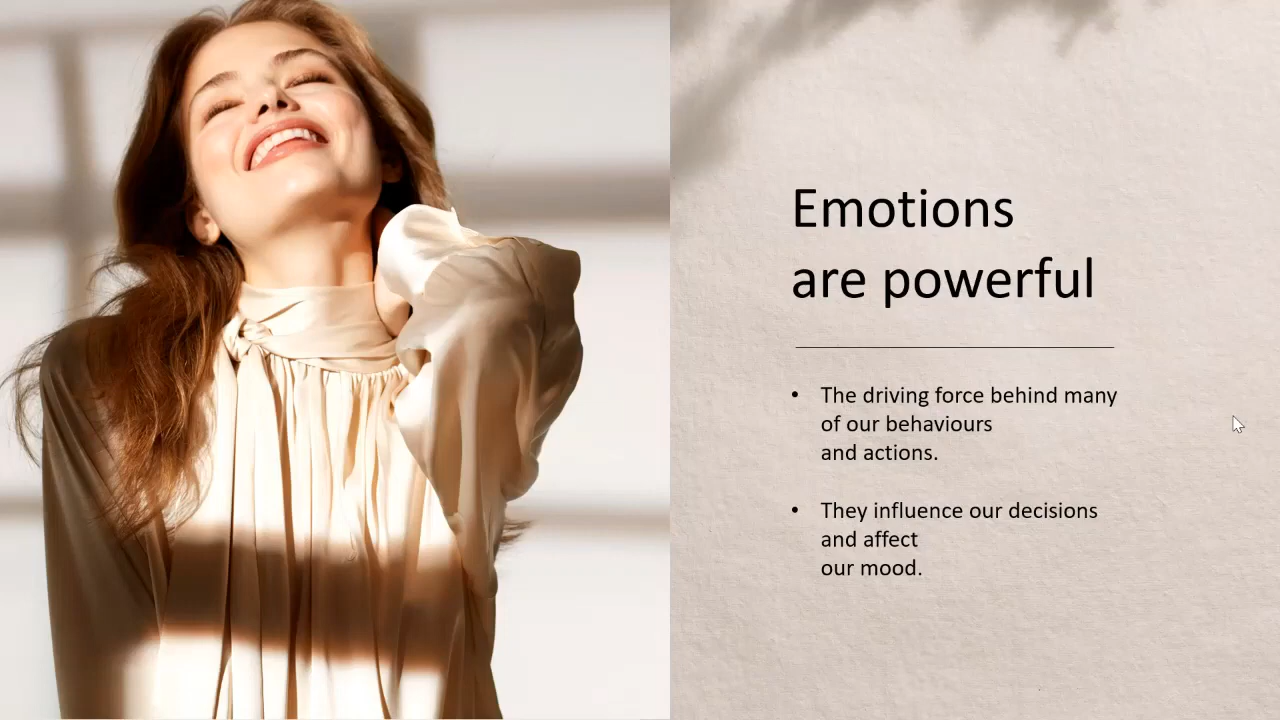 Emotions
are powerful
• The driving force behind many
of our behaviours
and actions.
• They influence our decisions
and affect
our mood.